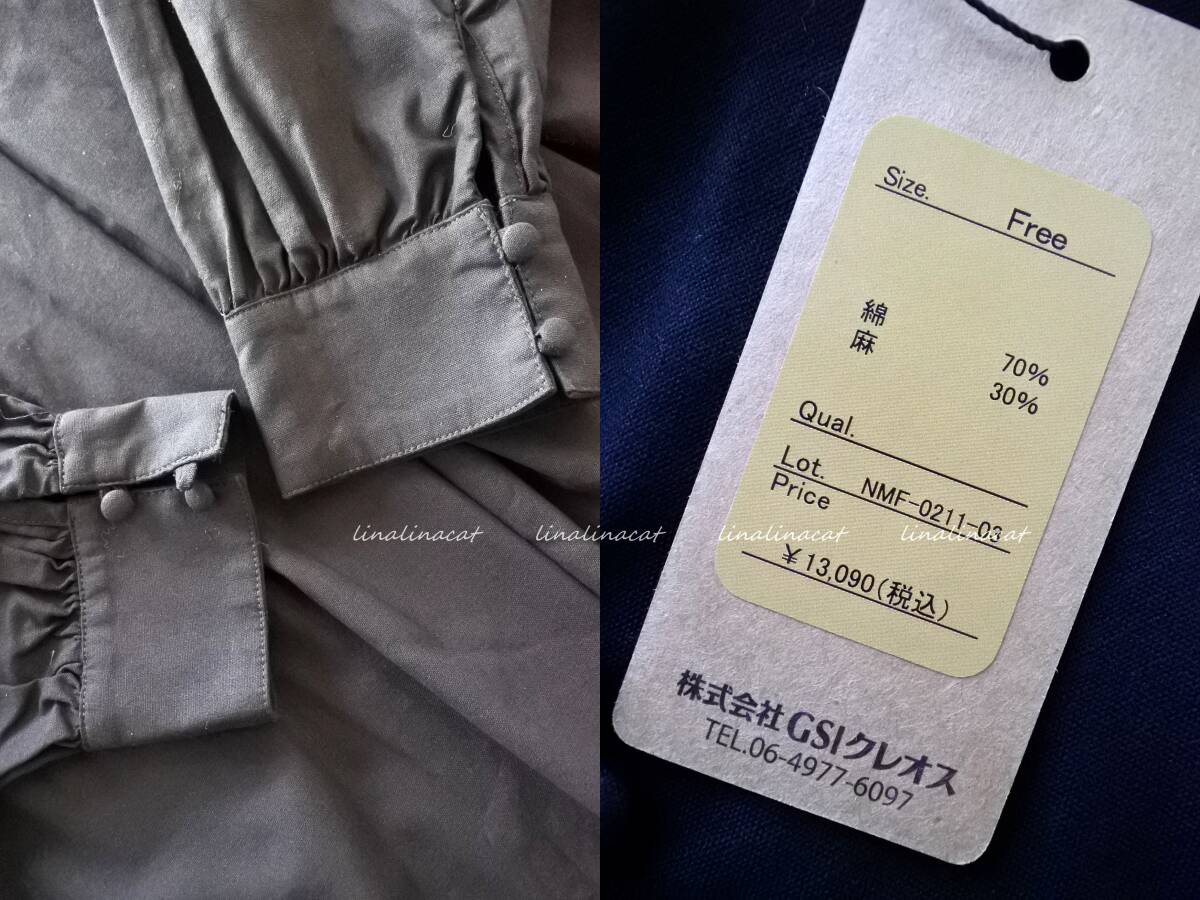 Size.
Free
綿 70%
麻 30%
Qual.
Lot. NMF-0211-03
Price
¥13,090(税込)
株式会社GSIクレオス
TEL.06-4977-6097
linalinacat linalinacat linalinacat linalinacat